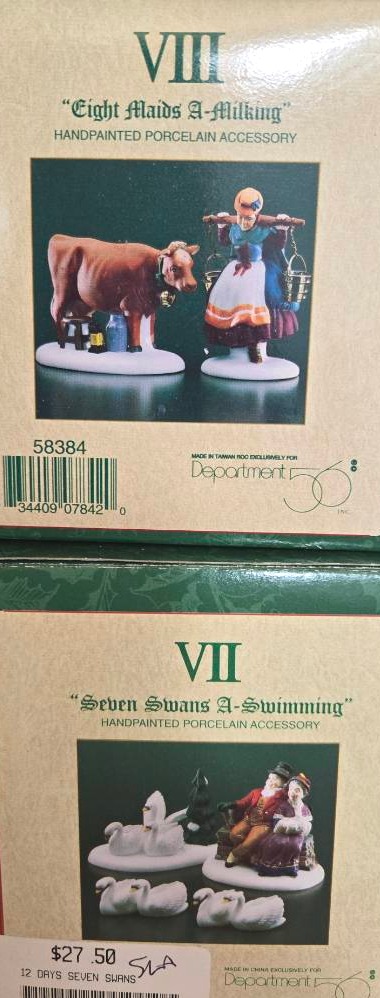 VIII
"Eight Maids A-Milking"
HANDPAINTED PORCELAIN ACCESSORY
58384
34409 07842 0
MADE IN TAIWAN ROC EXCLUSIVELY FOR
Department 56®
INC.
VII
"Seven Swans A-Swimming"
HANDPAINTED PORCELAIN ACCESSORY
$27.50
12 DAYS SEVEN SWANS
MADE IN CHINA EXCLUSIVELY FOR
Department 56